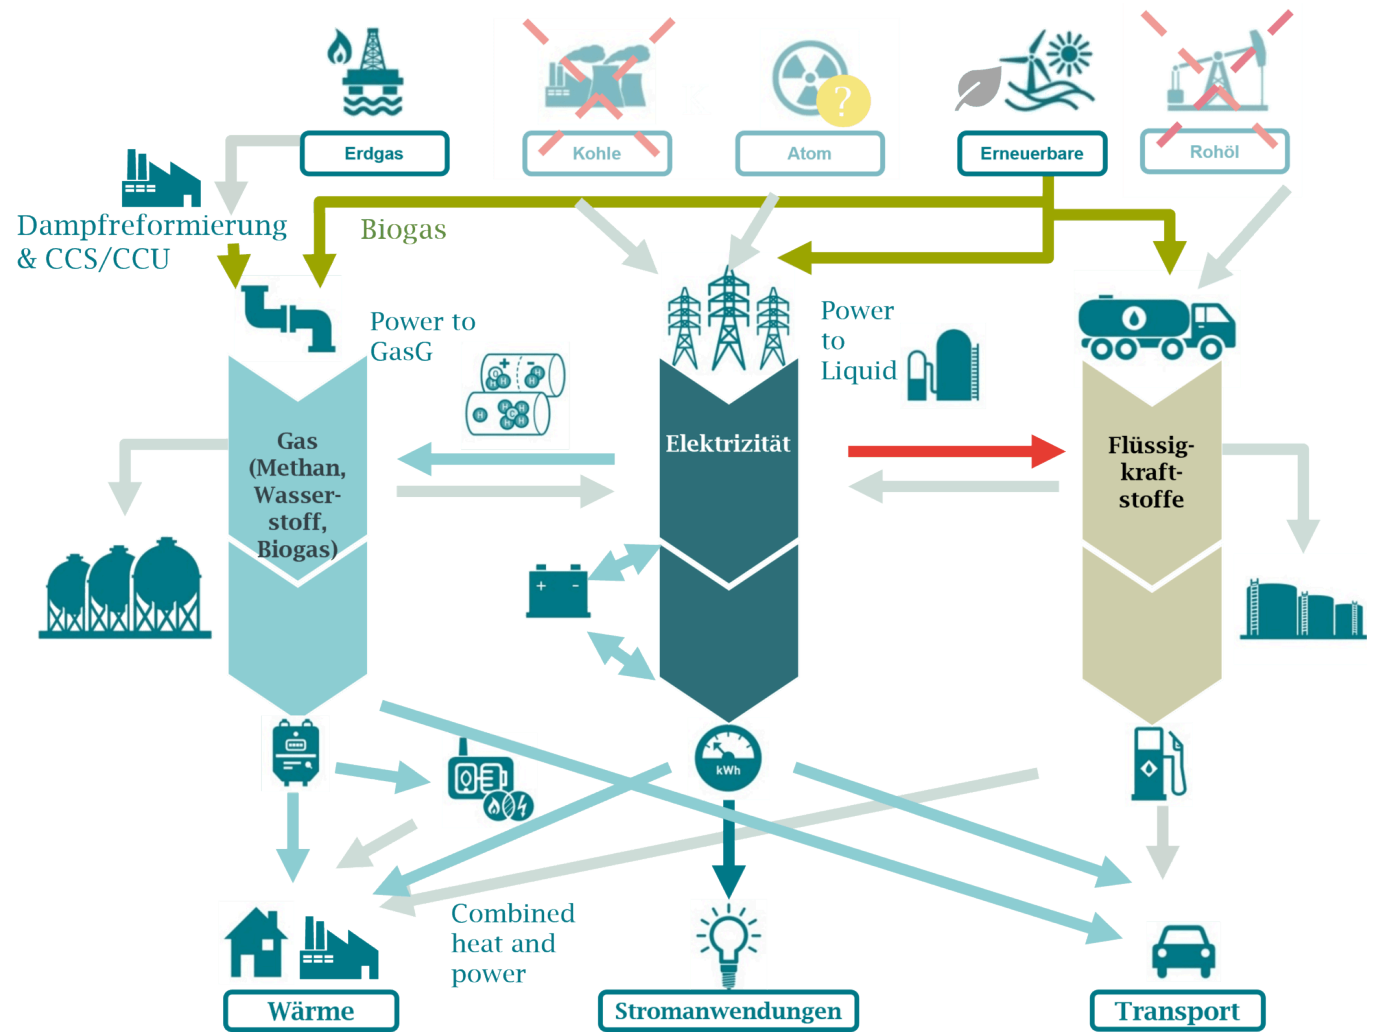 ?
Erdgas
Kohle
Atom
Erneuerbare
Rohöl
Dampfreformierung
& CCS/CCU
Biogas
Power to
GasG
Power
to
Liquid
Gas
(Methan,
Wasser-
stoff,
Biogas)
Elektrizität
Flüssig-
kraft-
stoffe
+ -
kWh
Combined
heat and
power
Wärme
Stromanwendungen
Transport